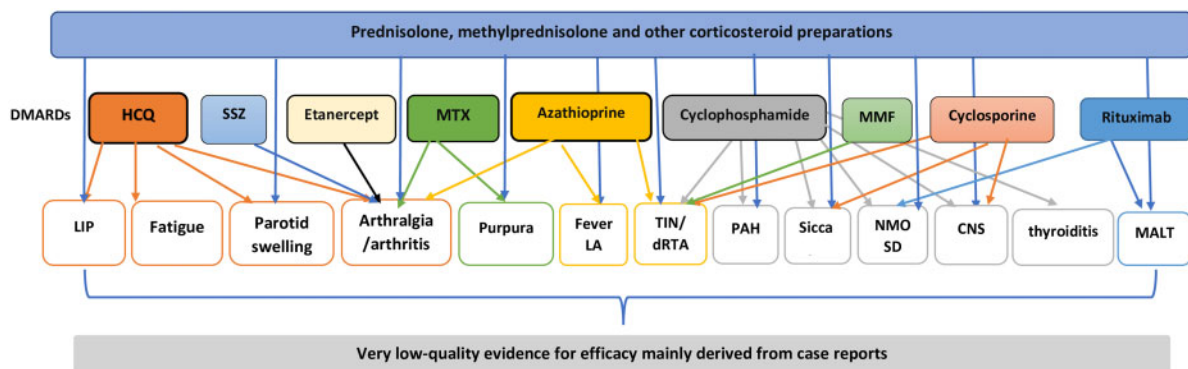 Prednisolone, methylprednisolone and other corticosteroid preparations
DMARDs
HCQ
SSZ
Etanercept
MTX
Azathioprine
Cyclophosphamide
MMF
Cyclosporine
Rituximab
LIP
Fatigue
Parotid
swelling
Arthralgia
/arthritis
Purpura
Fever
LA
TIN/
dRTA
PAH
Sicca
NMO
SD
CNS
thyroiditis
MALT
Very low-quality evidence for efficacy mainly derived from case reports